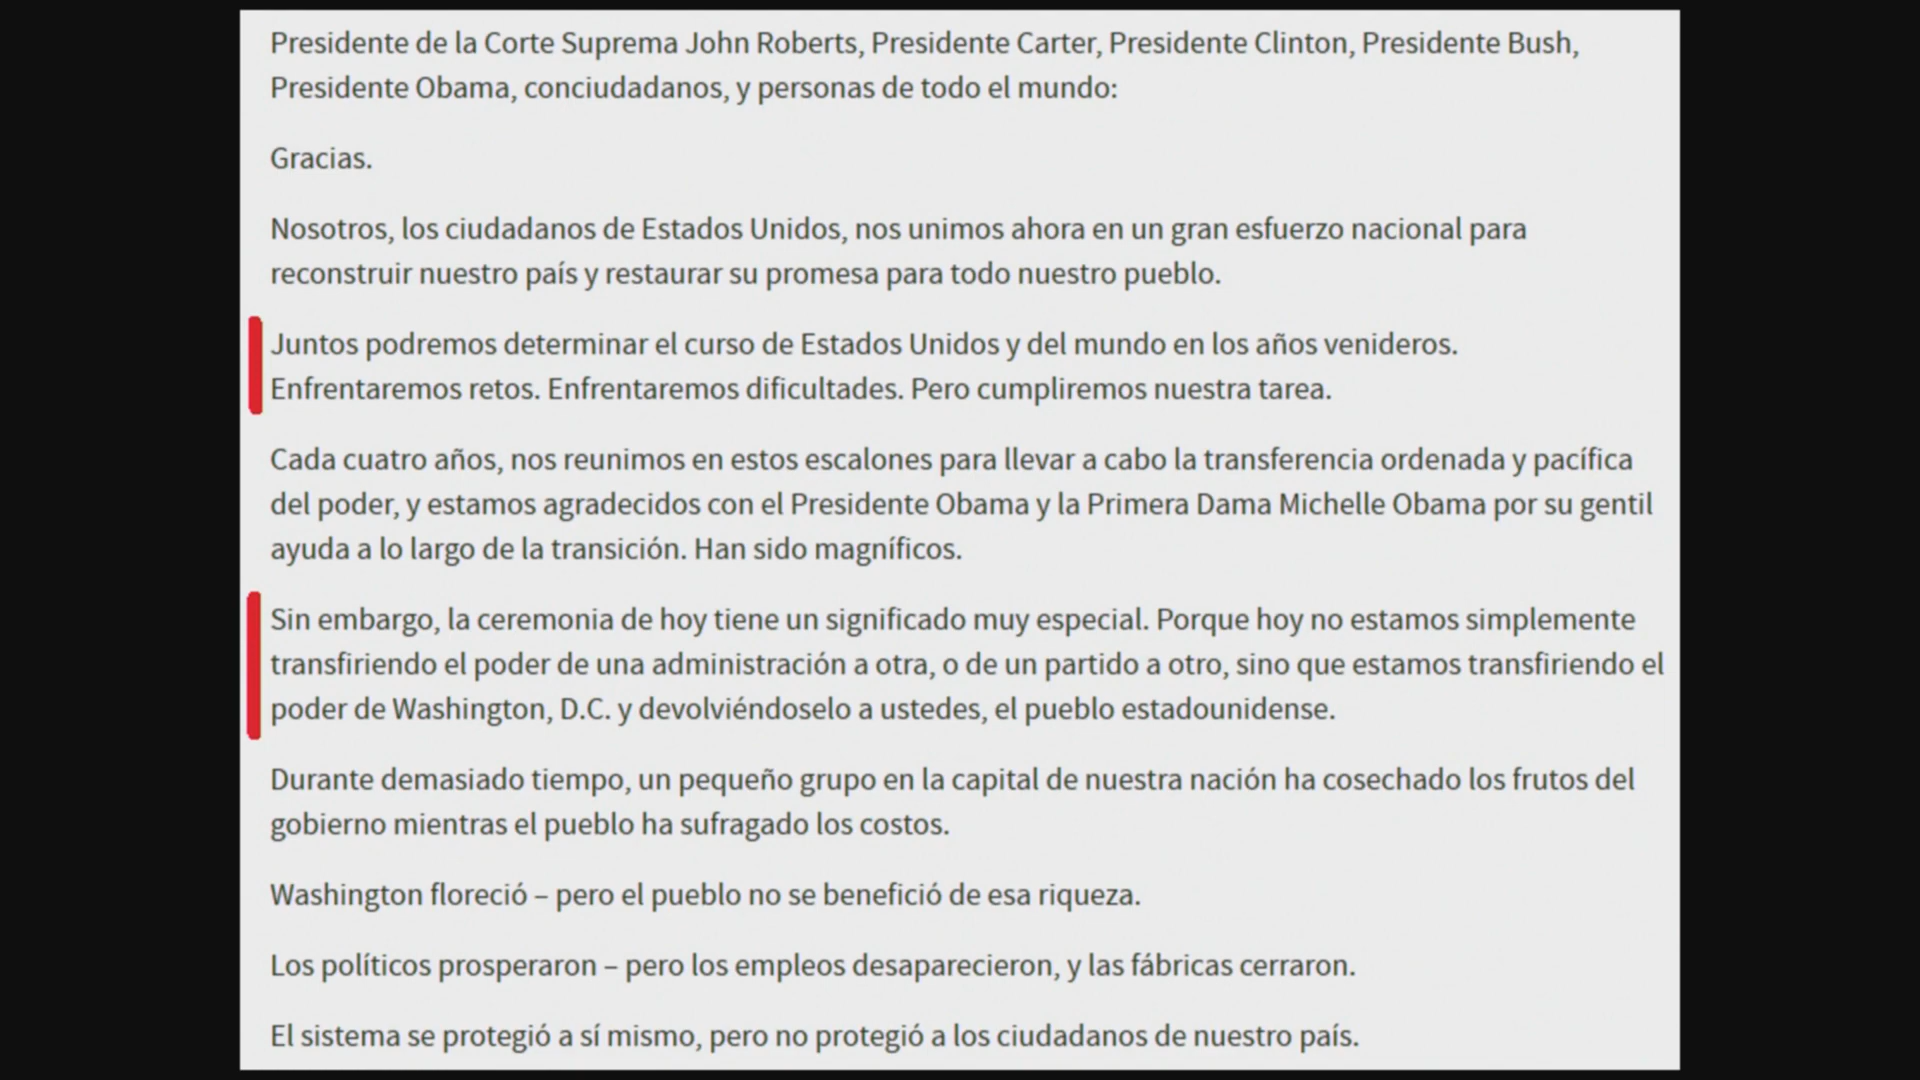 Presidente de la Corte Suprema John Roberts, Presidente Carter, Presidente Clinton, Presidente Bush,
Presidente Obama, conciudadanos, y personas de todo el mundo:
Gracias.
Nosotros, los ciudadanos de Estados Unidos, nos unimos ahora en un gran esfuerzo nacional para
reconstruir nuestro país y restaurar su promesa para todo nuestro pueblo.
Juntos podremos determinar el curso de Estados Unidos y del mundo en los años venideros.
Enfrentaremos retos. Enfrentaremos dificultades. Pero cumpliremos nuestra tarea.
Cada cuatro años, nos reunimos en estos escalones para llevar a cabo la transferencia ordenada y pacífica
del poder, y estamos agradecidos con el Presidente Obama y la Primera Dama Michelle Obama por su gentil
ayuda a lo largo de la transición. Han sido magníficos.
Sin embargo, la ceremonia de hoy tiene un significado muy especial. Porque hoy no estamos simplemente
transfiriendo el poder de una administración a otra, o de un partido a otro, sino que estamos transfiriendo el
poder de Washington, D.C. y devolviéndoselo a ustedes, el pueblo estadounidense.
Durante demasiado tiempo, un pequeño grupo en la capital de nuestra nación ha cosechado los frutos del
gobierno mientras el pueblo ha sufragado los costos.
Washington floreció – pero el pueblo no se benefició de esa riqueza.
Los políticos prosperaron – pero los empleos desaparecieron, y las fábricas cerraron.
El sistema se protegió a sí mismo, pero no protegió a los ciudadanos de nuestro país.